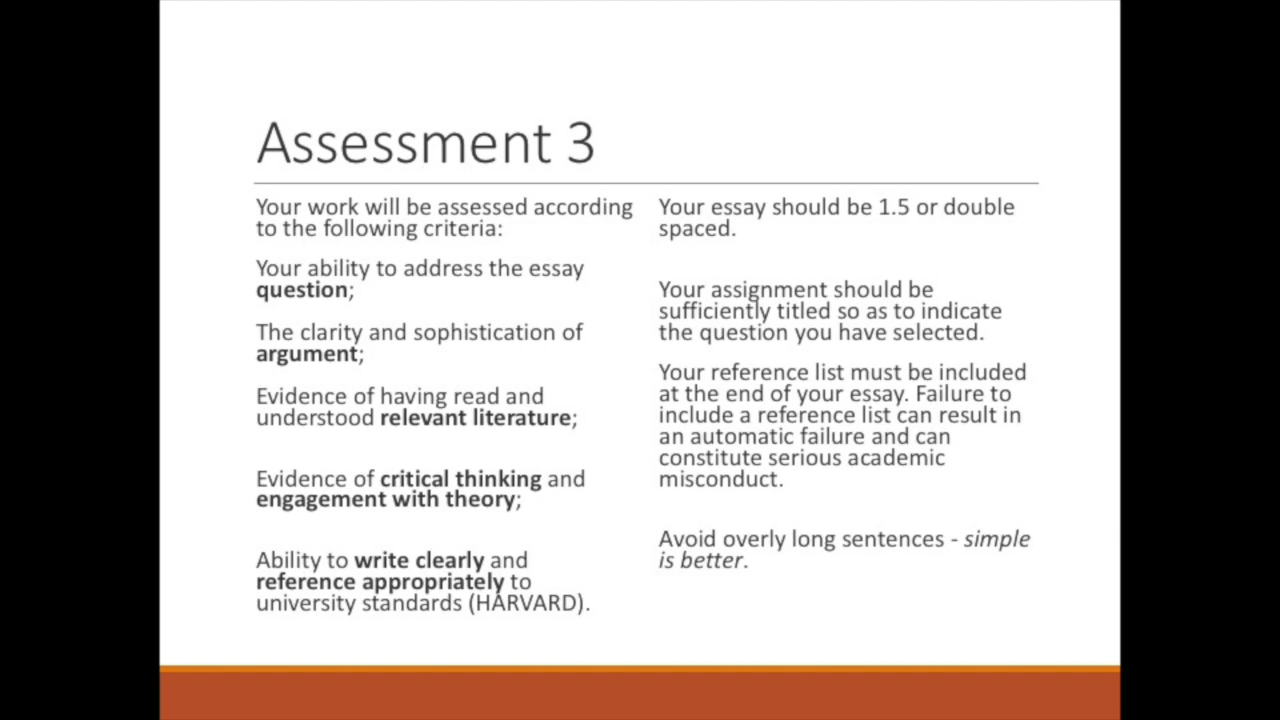 Assessment 3
Your work will be assessed according
to the following criteria:
Your ability to address the essay
question;
The clarity and sophistication of
argument;
Evidence of having read and
understood relevant literature;
Evidence of critical thinking and
engagement with theory;
Ability to write clearly and
reference appropriately to
university standards (HARVARD).
Your essay should be 1.5 or double
spaced.
Your assignment should be
sufficiently titled so as to indicate
the question you have selected.
Your reference list must be included
at the end of your essay. Failure to
include a reference list can result in
an automatic failure and can
constitute serious academic
misconduct.
Avoid overly long sentences - simple
is better.